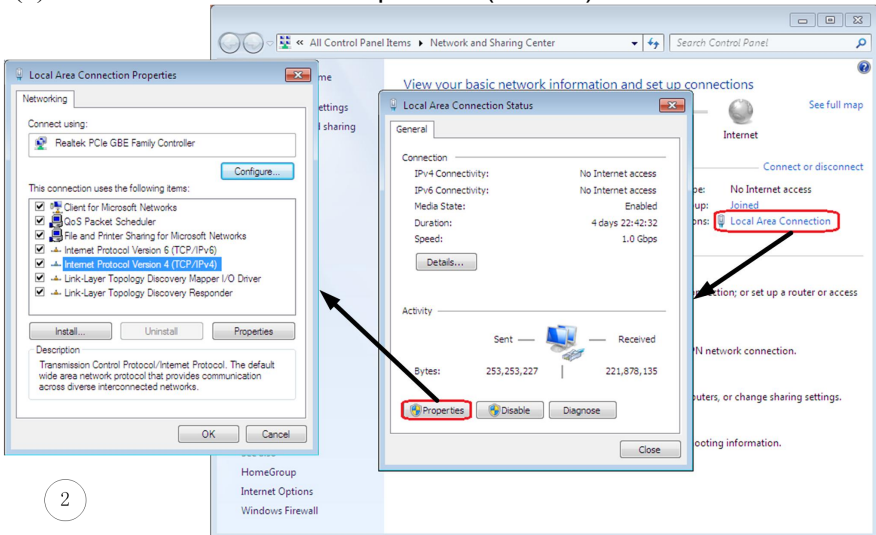 All Control Panel Items ▸ Network and Sharing Center
Search Control Panel
View your basic network information and set up connections
See full map
Internet
Connect or disconnect
No Internet access
Joined
Local Area Connection
ettings
sharing
or set up a router or access
network connection.
or change sharing settings.
information.
HomeGroup
Internet Options
Windows Firewall
Local Area Connection Status
General
Connection
IPv4 Connectivity: No Internet access
IPv6 Connectivity: No Internet access
Media State: Enabled
Duration: 4 days 22:42:32
Speed: 1.0 Gbps
Details...
Activity
Sent — — Received
Bytes: 253,253,227 | 221,878,135
Properties Disable Diagnose
Close
Local Area Connection Properties
Networking
Connect using:
Realtek PCIe GBE Family Controller
Configure...
This connection uses the following items:
Client for Microsoft Networks
QoS Packet Scheduler
File and Printer Sharing for Microsoft Networks
Internet Protocol Version 6 (TCP/IPv6)
Internet Protocol Version 4 (TCP/IPv4)
Link-Layer Topology Discovery Mapper I/O Driver
Link-Layer Topology Discovery Responder
Install... Uninstall Properties
Description
Transmission Control Protocol/Internet Protocol. The default
wide area network protocol that provides communication
across diverse interconnected networks.
OK Cancel
2